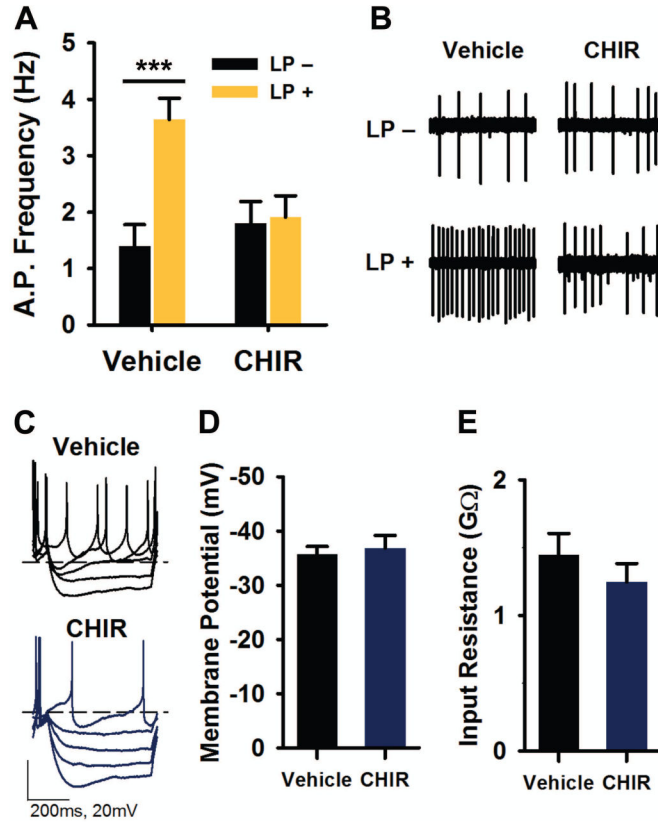 A
A.P. Frequency (Hz)
5
4
3
2
1
0
***
LP –
LP +
Vehicle
CHIR
B
Vehicle
CHIR
LP –
LP +
C
Vehicle
CHIR
200ms, 20mV
D
Membrane Potential (mV)
-50
-40
-30
-20
-10
0
Vehicle
CHIR
E
Input Resistance (GΩ)
2
1
0
Vehicle
CHIR